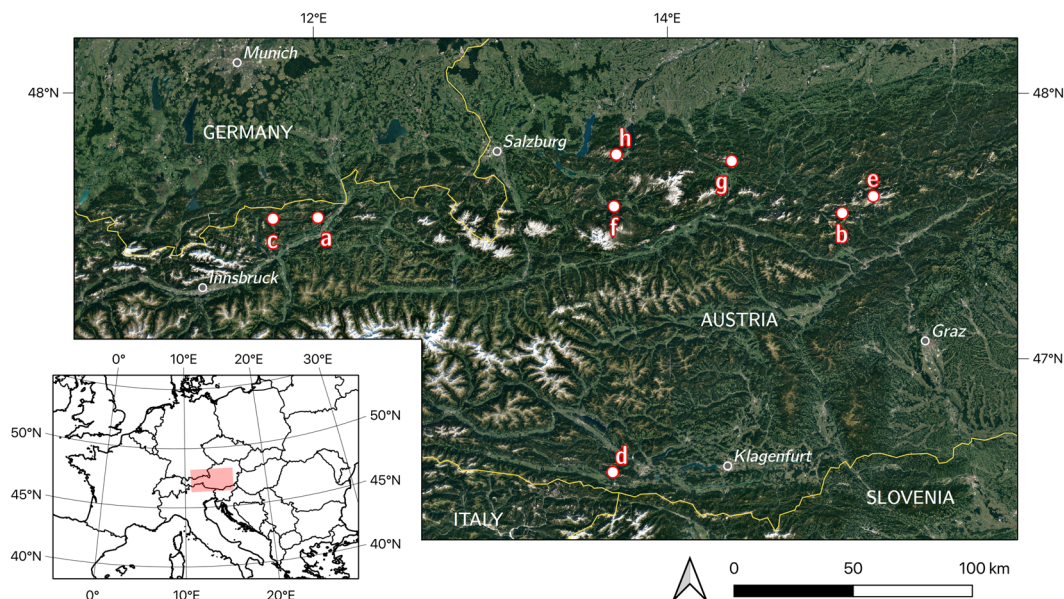 12°E 14°E
Munich
48°N 48°N
GERMANY
Salzburg
h
g
e
c a f b
Innsbruck
AUSTRIA
Graz
0° 10°E 20°E 30°E
47°N
50°N
50°N
d
Klagenfurt
45°N
45°N
SLOVENIA
ITALY
40°N
40°N
0 50 100 km
0° 10°E 20°E